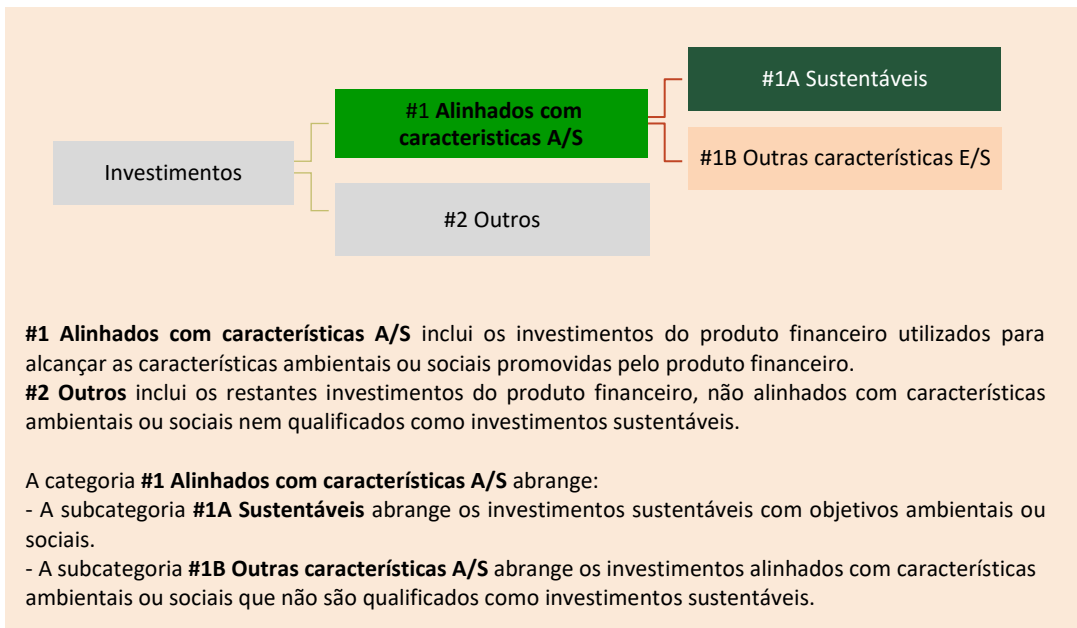 #1A Sustentáveis
#1 Alinhados com
caracteristicas A/S
#1B Outras características E/S
Investimentos
#2 Outros
#1 Alinhados com características A/S inclui os investimentos do produto financeiro utilizados para
alcançar as características ambientais ou sociais promovidas pelo produto financeiro.
#2 Outros inclui os restantes investimentos do produto financeiro, não alinhados com características
ambientais ou sociais nem qualificados como investimentos sustentáveis.
A categoria #1 Alinhados com características A/S abrange:
- A subcategoria #1A Sustentáveis abrange os investimentos sustentáveis com objetivos ambientais ou
sociais.
- A subcategoria #1B Outras características A/S abrange os investimentos alinhados com características
ambientais ou sociais que não são qualificados como investimentos sustentáveis.